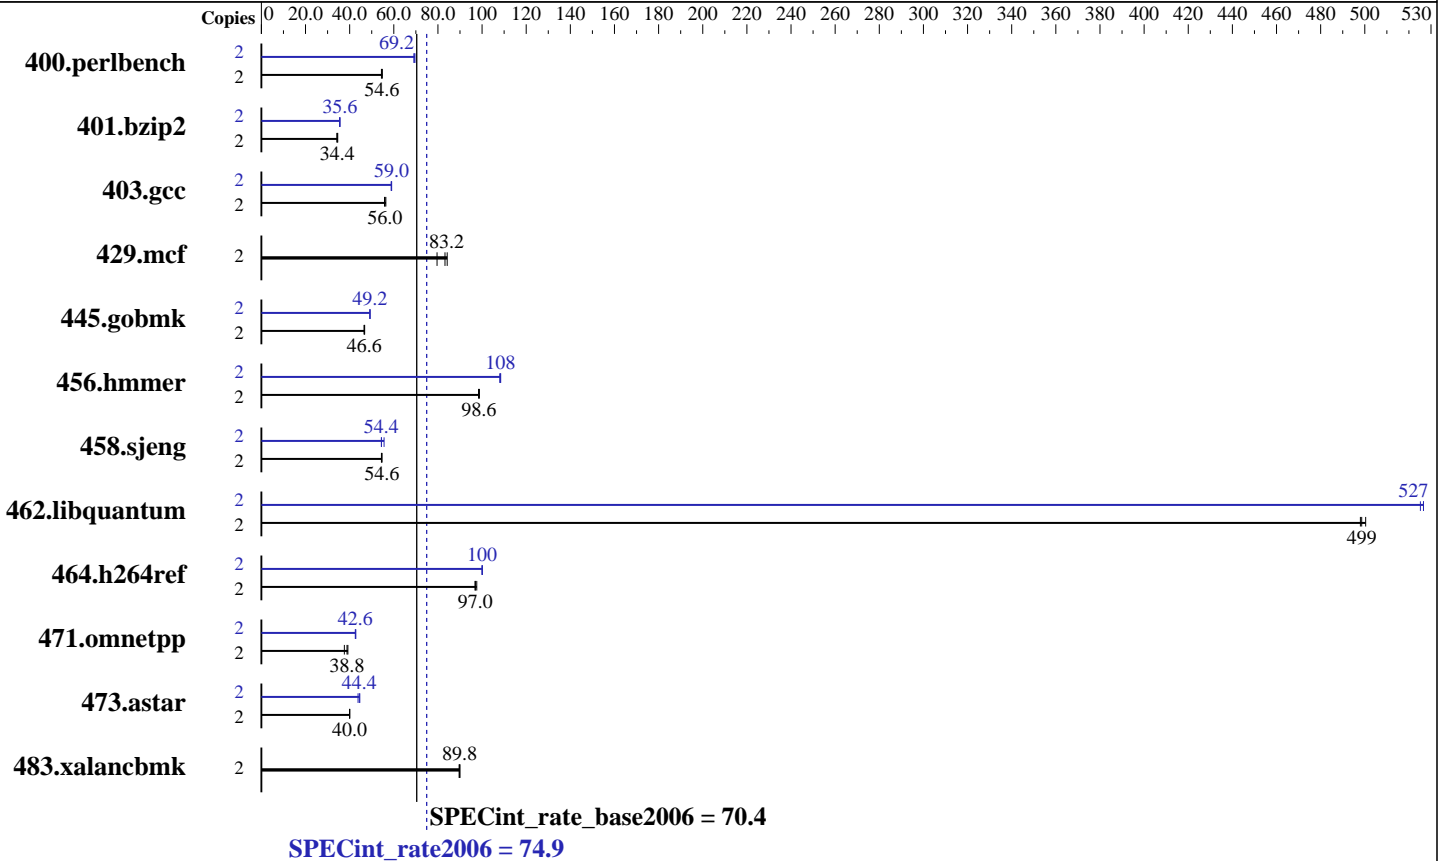 Copies 0 20.0 40.0 60.0 80.0 100 120 140 160 180 200 220 240 260 280 300 320 340 360 380 400 420 440 460 480 500 530
400.perlbench 2 69.2
2 54.6
401.bzip2 2 35.6
2 34.4
403.gcc 2 59.0
2 56.0
429.mcf 2 83.2
445.gobmk 2 49.2
2 46.6
456.hmmer 2 108
2 98.6
458.sjeng 2 54.4
2 54.6
462.libquantum 2 527
2 499
464.h264ref 2 100
2 97.0
471.omnetpp 2 42.6
2 38.8
473.astar 2 44.4
2 40.0
483.xalancbmk 2 89.8
SPECint_rate_base2006 = 70.4
SPECint_rate2006 = 74.9